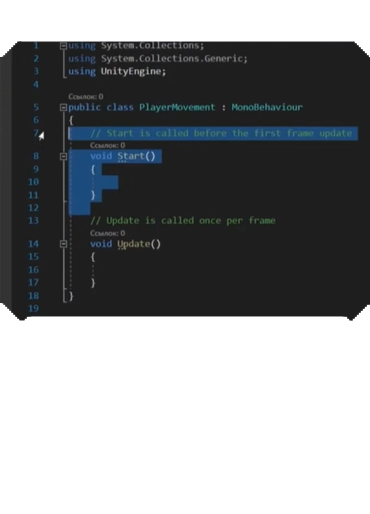 1 using System.Collections;
2 using System.Collections.Generic;
3 using UnityEngine;
4
Ссылок: 0
5 public class PlayerMovement : MonoBehaviour
6 {
7 // Start is called before the first frame update
Ссылок: 0
8 void Start()
9 {
10
11 }
12
13 // Update is called once per frame
Ссылок: 0
14 void Update()
15 {
16
17 }
18 }
19